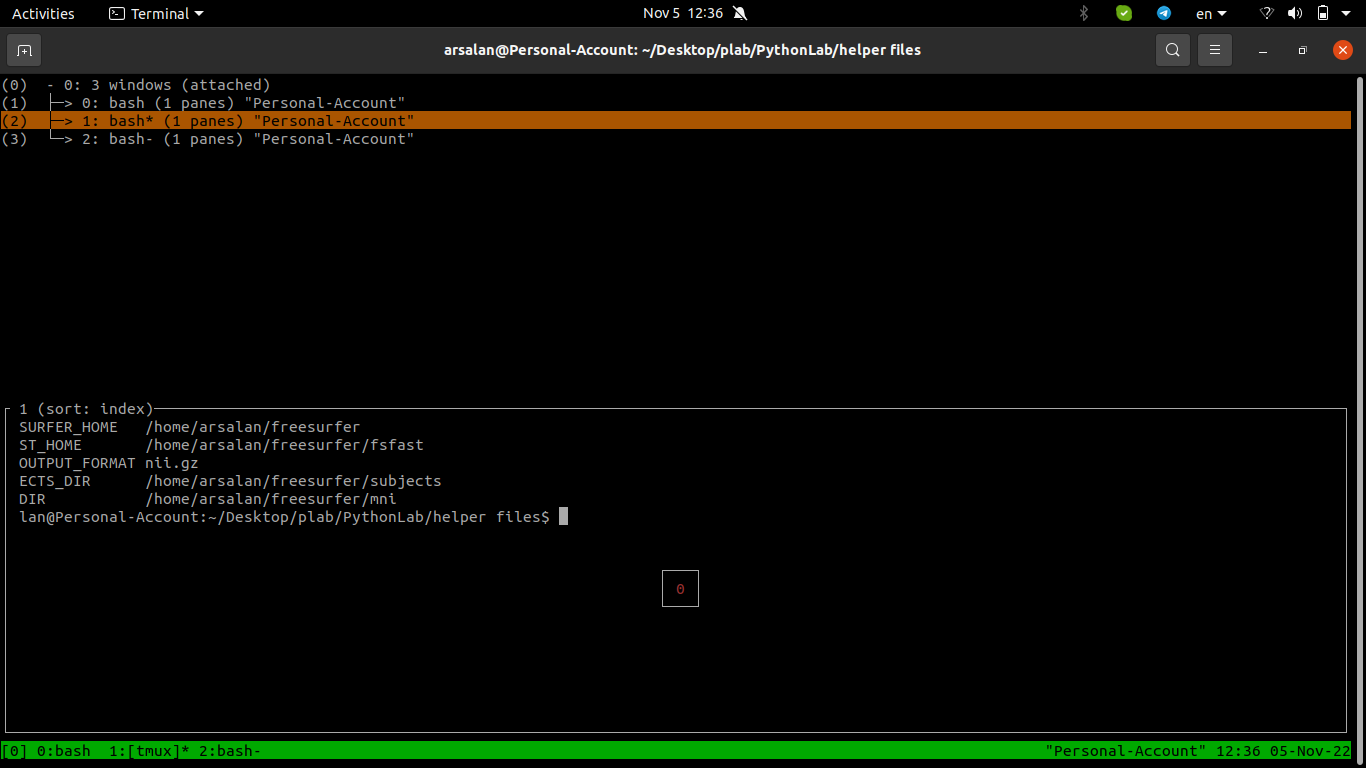 Activities Terminal Nov 5 12:36 en
arsalan@Personal-Account: ~/Desktop/plab/PythonLab/helper files
(0) - 0: 3 windows (attached)
(1) ├─> 0: bash (1 panes) "Personal-Account"
(2) ├─> 1: bash* (1 panes) "Personal-Account"
(3) └─> 2: bash- (1 panes) "Personal-Account"
1 (sort: index)
SURFER_HOME /home/arsalan/freesurfer
ST_HOME /home/arsalan/freesurfer/fsfast
OUTPUT_FORMAT nii.gz
ECTS_DIR /home/arsalan/freesurfer/subjects
DIR /home/arsalan/freesurfer/mni
lan@Personal-Account:~/Desktop/plab/PythonLab/helper files$
0
[0] 0:bash 1:[tmux]* 2:bash- "Personal-Account" 12:36 05-Nov-22